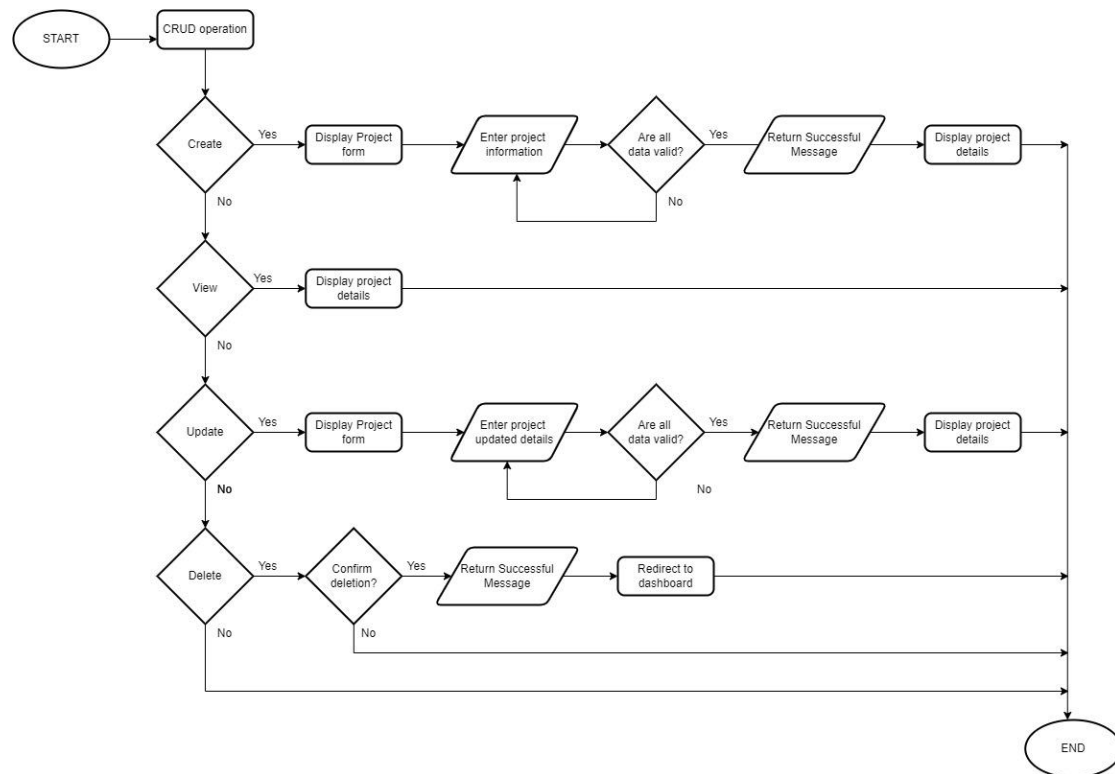 START
CRUD operation
Create
Yes
Display Project
form
Enter project
information
Are all
data valid?
Yes
Return Successful
Message
Display project
details
No
No
View
Yes
Display project
details
No
Update
Yes
Display Project
form
Enter project
updated details
Are all
data valid?
Yes
Return Successful
Message
Display project
details
No
No
Delete
Yes
Confirm
deletion?
Yes
Return Successful
Message
Redirect to
dashboard
No
No
END